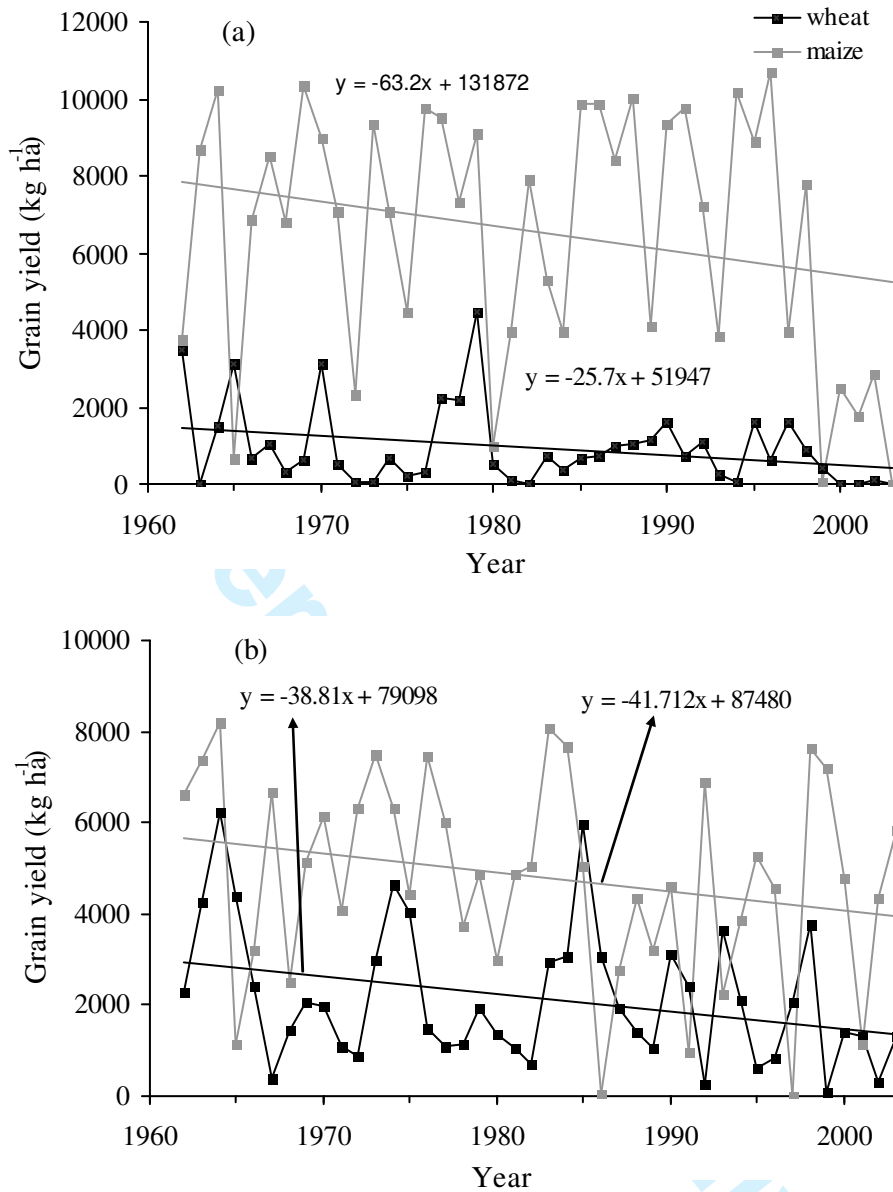 wheat
maize
(a)
y = -63.2x + 131872
y = -25.7x + 51947
12000
10000
8000
6000
4000
2000
0
Grain yield (kg ha-1)
1960 1970 1980 1990 2000
Year
(b)
y = -38.81x + 79098
y = -41.712x + 87480
10000
8000
6000
4000
2000
0
Grain yield (kg ha-1)
1960 1970 1980 1990 2000
Year